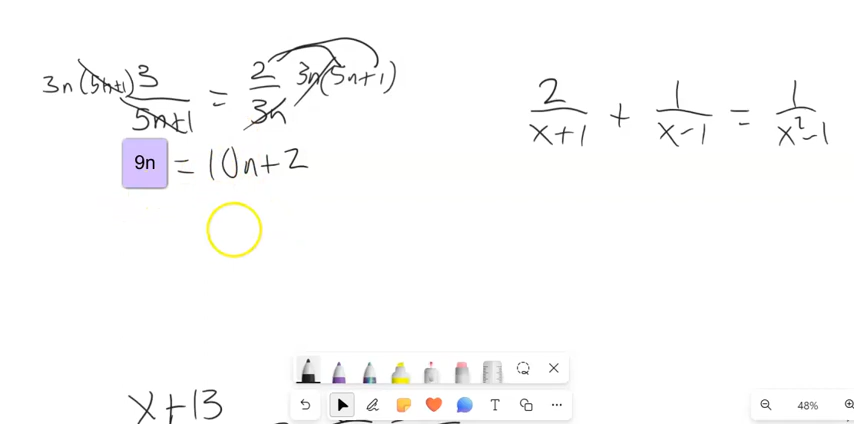 3n(5n+1) 3/(5n+1) = 2/(3n) 3n(5n+1)
9n = 10n+2
2/(x+1) + 1/(x-1) = 1/(x²-1)
x+13
T
48%